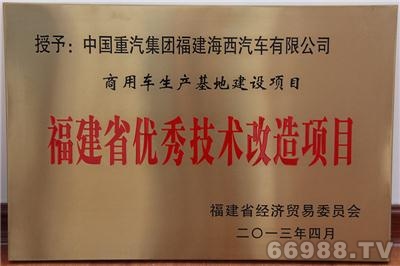 授予：中国重汽集团福建海西汽车有限公司
商用车生产基地建设项目
福建省优秀技术改造项目
福建省经济贸易委员会
二〇一三年四月
66988.TV